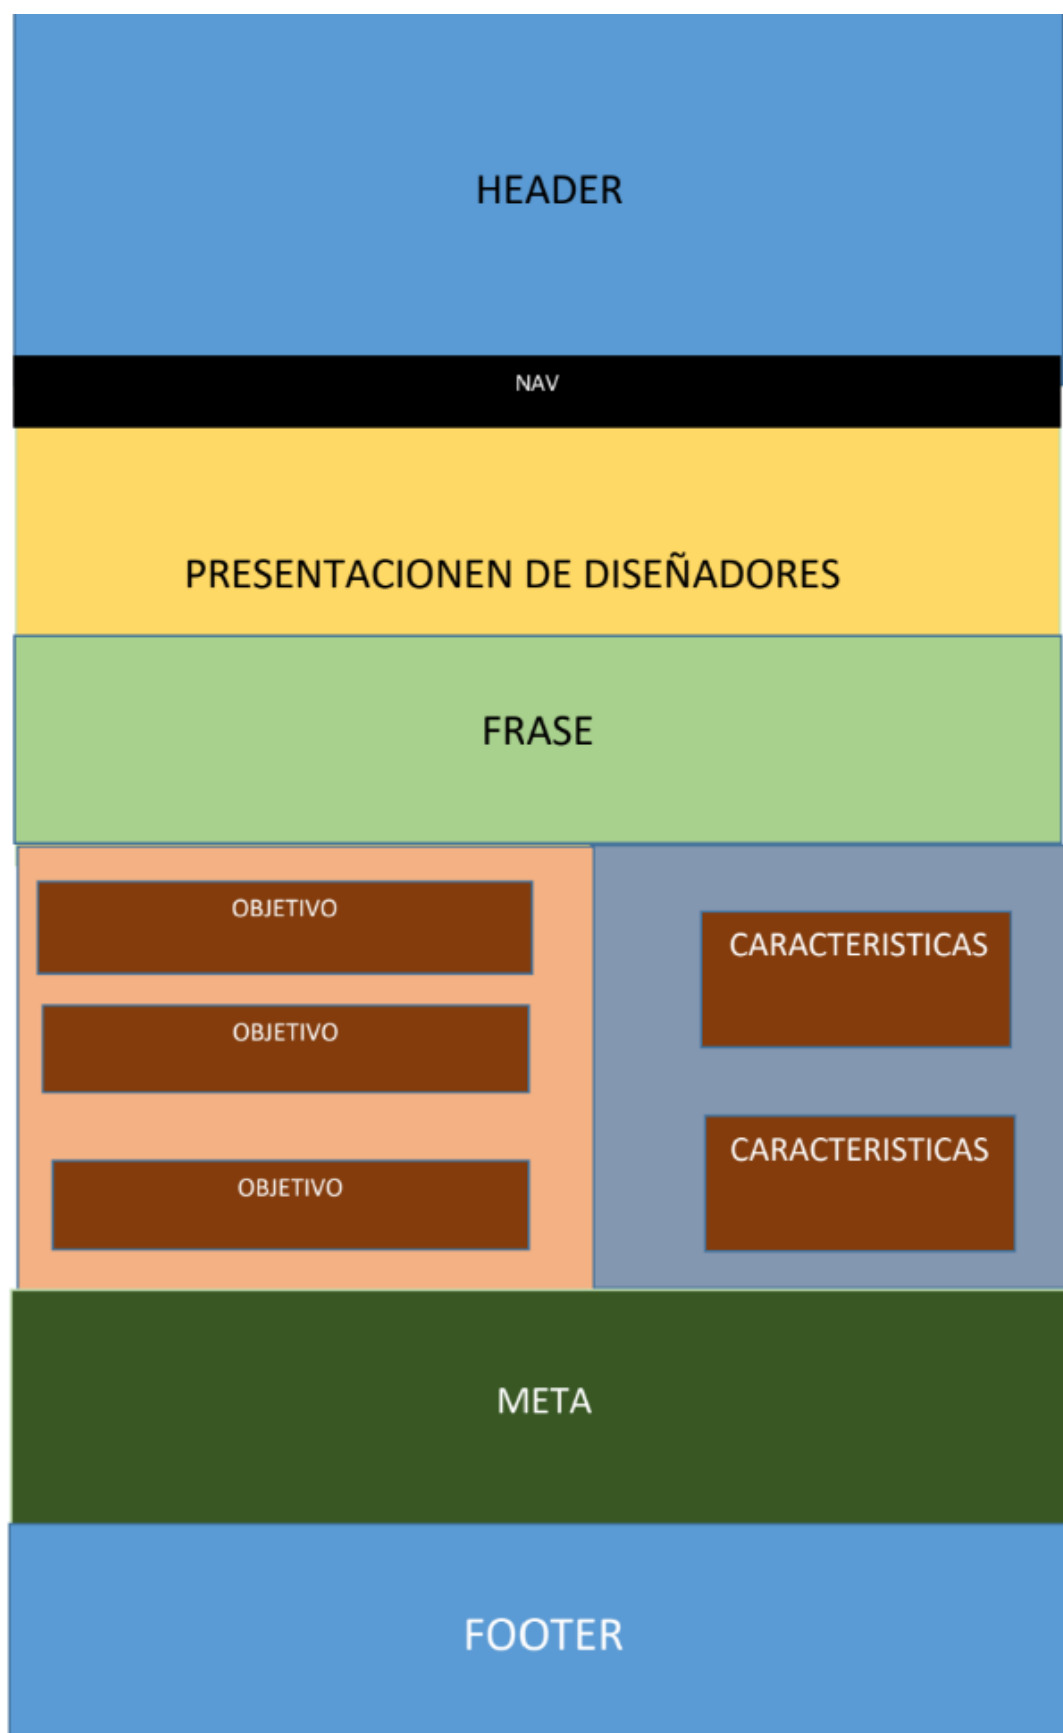 HEADER
NAV
PRESENTACIONEN DE DISEÑADORES
FRASE
OBJETIVO
OBJETIVO
OBJETIVO
CARACTERISTICAS
CARACTERISTICAS
META
FOOTER